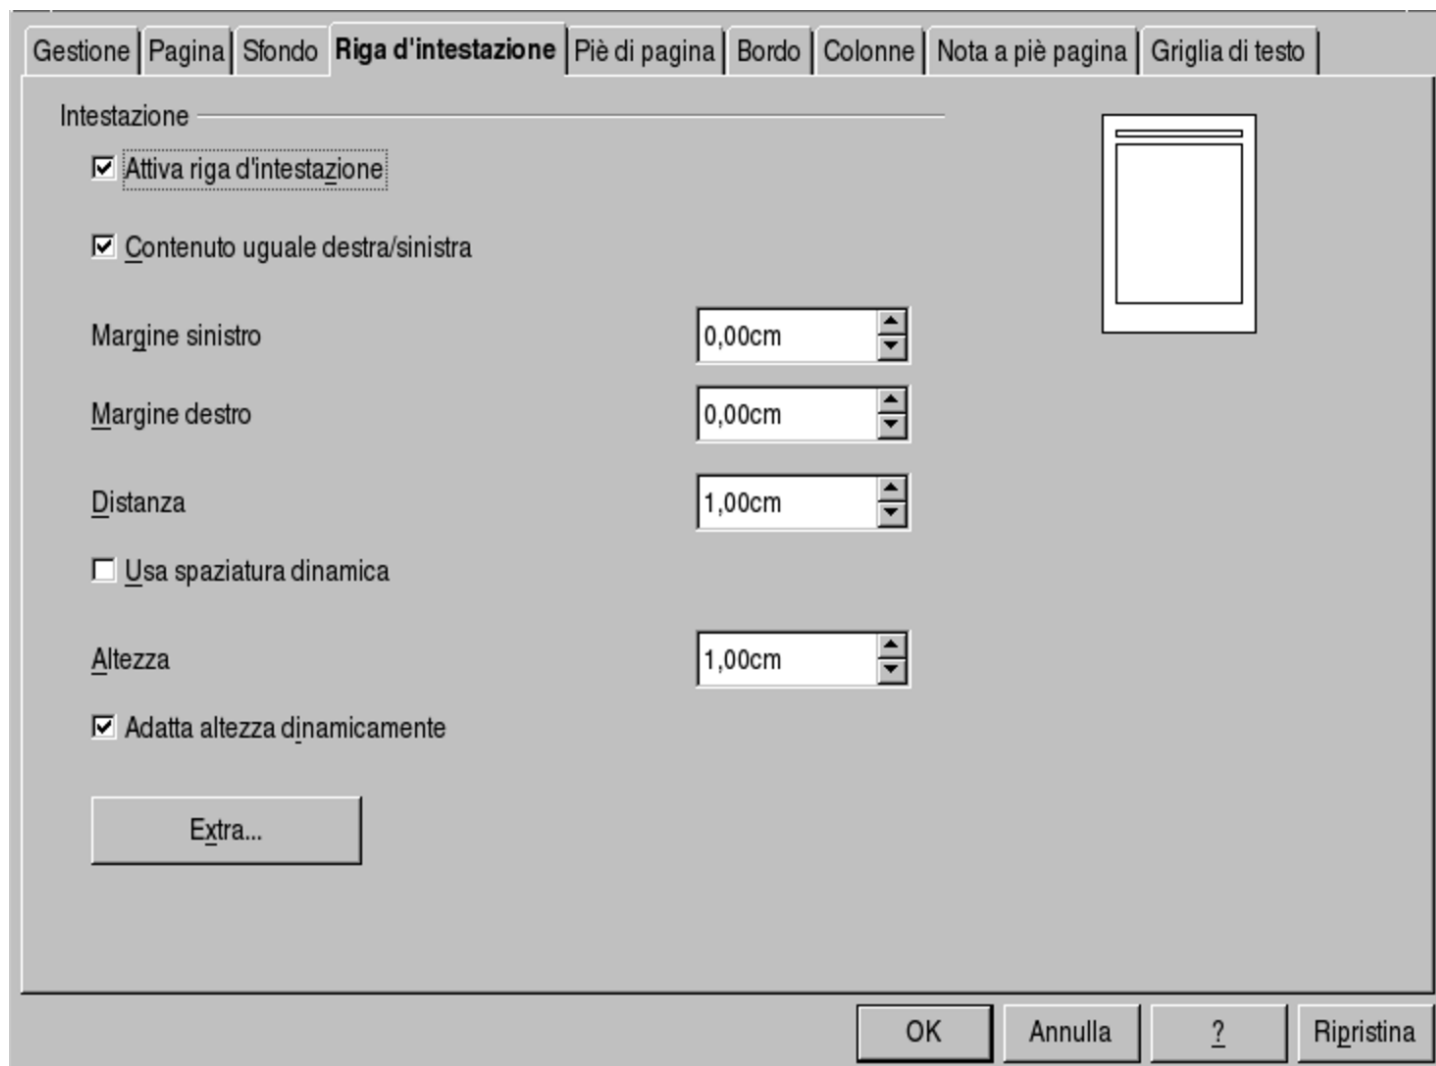 Gestione Pagina Sfondo Riga d'intestazione Piè di pagina Bordo Colonne Nota a piè pagina Griglia di testo
Intestazione
Attiva riga d'intestazione
Contenuto uguale destra/sinistra
Margine sinistro 0,00cm
Margine destro 0,00cm
Distanza 1,00cm
Usa spaziatura dinamica
Altezza 1,00cm
Adatta altezza dinamicamente
Extra...
OK Annulla ? Ripristina